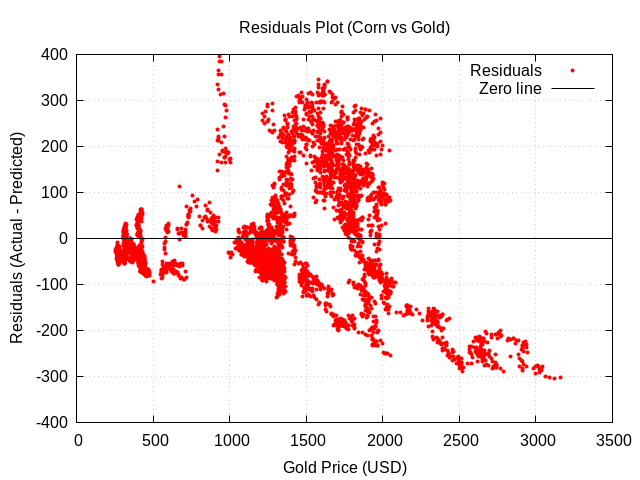 Residuals Plot (Corn vs Gold)
Residuals
Zero line
400
300
200
100
0
-100
-200
-300
-400
Residuals (Actual - Predicted)
0 500 1000 1500 2000 2500 3000 3500
Gold Price (USD)